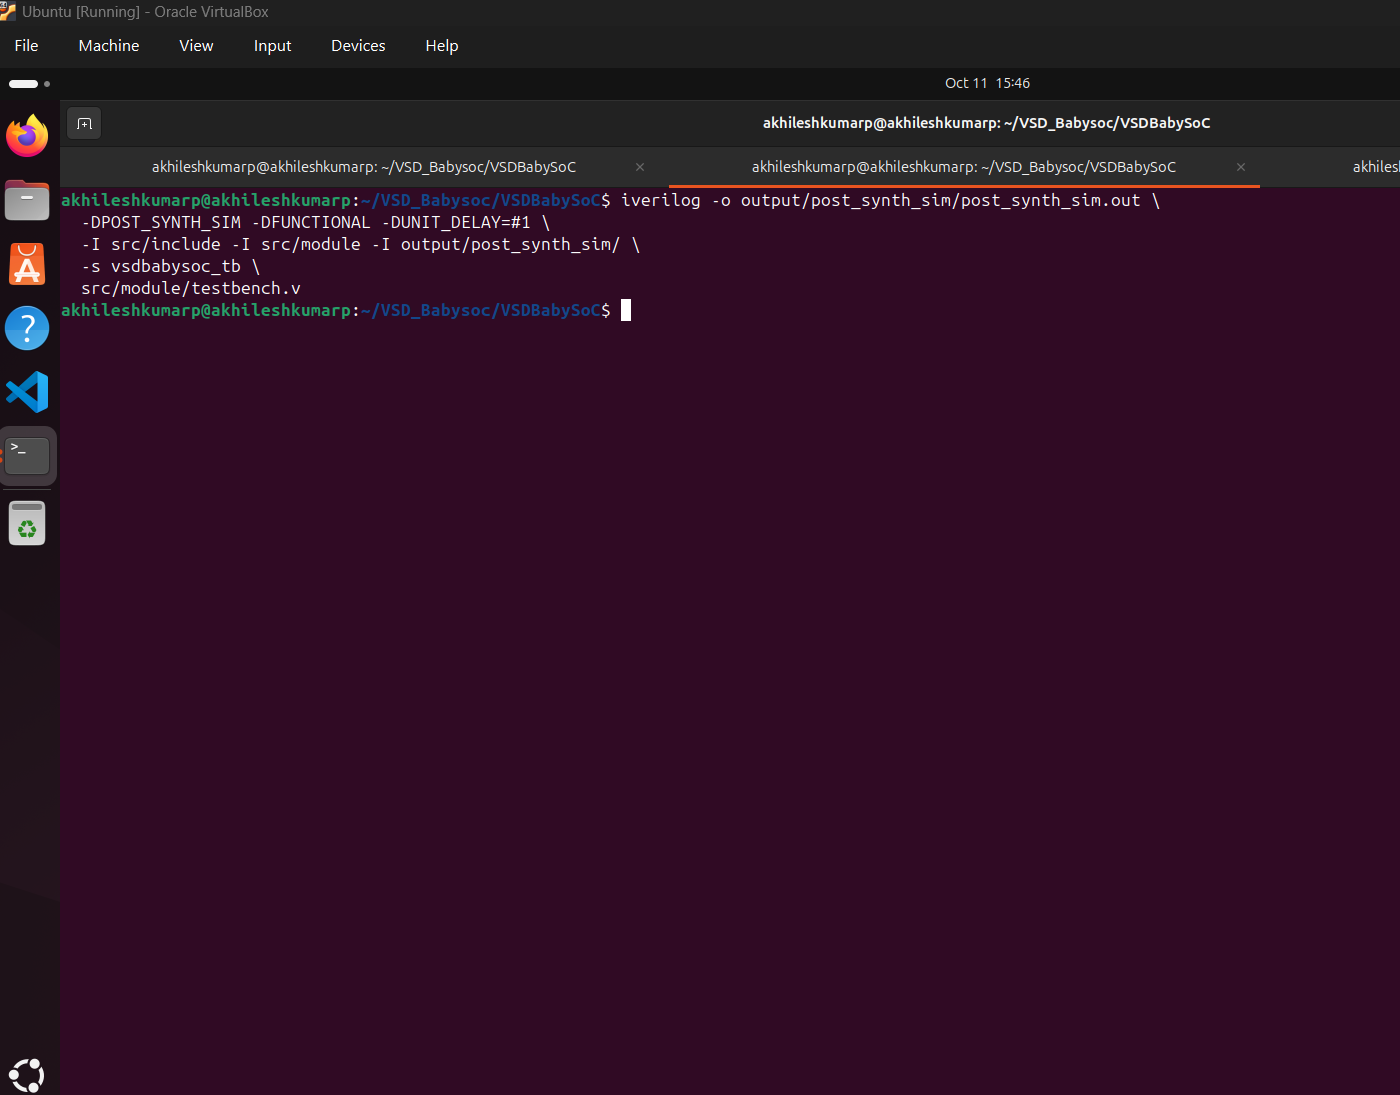 Ubuntu [Running] - Oracle VirtualBox
File Machine View Input Devices Help
Oct 11 15:46
akhileshkumarp@akhileshkumarp: ~/VSD_Babysoc/VSDBabySoC
akhileshkumarp@akhileshkumarp: ~/VSD_Babysoc/VSDBabySoC × akhileshkumarp@akhileshkumarp: ~/VSD_Babysoc/VSDBabySoC × akhiles
akhileshkumarp@akhileshkumarp:~/VSD_Babysoc/VSDBabySoC$ iverilog -o output/post_synth_sim/post_synth_sim.out \
-DPOST_SYNTH_SIM -DFUNCTIONAL -DUNIT_DELAY=#1 \
-I src/include -I src/module -I output/post_synth_sim/ \
-s vsdbabysoc_tb \
src/module/testbench.v
akhileshkumarp@akhileshkumarp:~/VSD_Babysoc/VSDBabySoC$